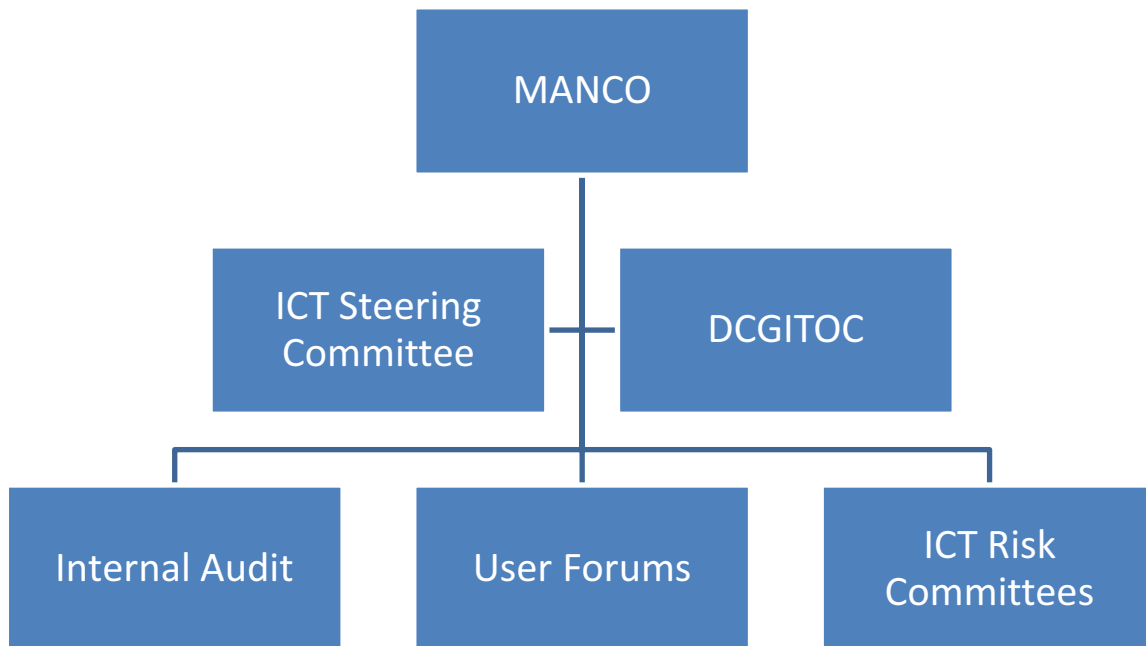 MANCO
ICT Steering
Committee
DCGITOC
Internal Audit
User Forums
ICT Risk
Committees